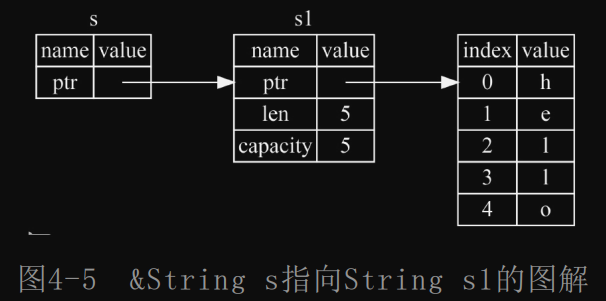 s
name value
ptr
s1
name value
ptr
len 5
capacity 5
index value
0 h
1 e
2 l
3 l
4 o
图4-5 &String s指向String s1的图解